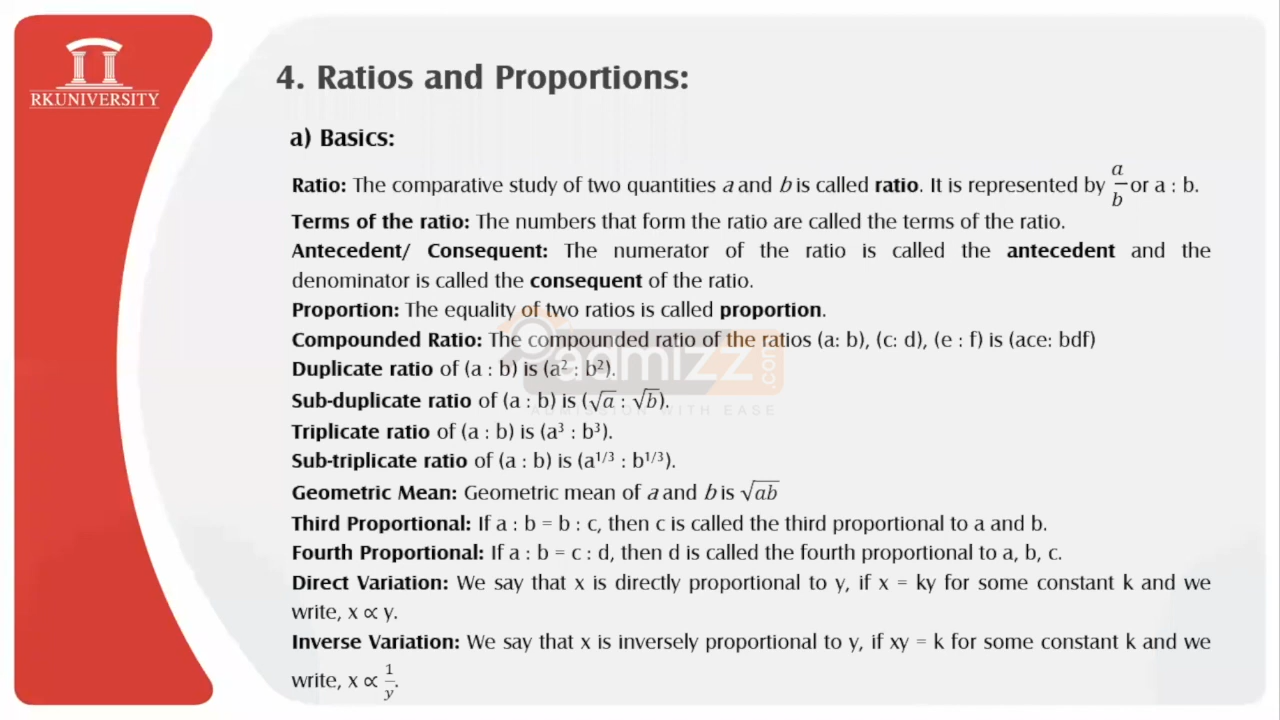 RKUNIVERSITY
4. Ratios and Proportions:
a) Basics:
Ratio: The comparative study of two quantities a and b is called ratio. It is represented by a/b or a : b.
Terms of the ratio: The numbers that form the ratio are called the terms of the ratio.
Antecedent/ Consequent: The numerator of the ratio is called the antecedent and the
denominator is called the consequent of the ratio.
Proportion: The equality of two ratios is called proportion.
Compounded Ratio: The compounded ratio of the ratios (a: b), (c: d), (e : f) is (ace: bdf)
Duplicate ratio of (a : b) is (a² : b²).
Sub-duplicate ratio of (a : b) is (√a : √b).
Triplicate ratio of (a : b) is (a³ : b³).
Sub-triplicate ratio of (a : b) is (a^1/3 : b^1/3).
Geometric Mean: Geometric mean of a and b is √ab
Third Proportional: If a : b = b : c, then c is called the third proportional to a and b.
Fourth Proportional: If a : b = c : d, then d is called the fourth proportional to a, b, c.
Direct Variation: We say that x is directly proportional to y, if x = ky for some constant k and we
write, x ∝ y.
Inverse Variation: We say that x is inversely proportional to y, if xy = k for some constant k and we
write, x ∝ 1/y.
admizz.com
ADMISSION WITH EASE